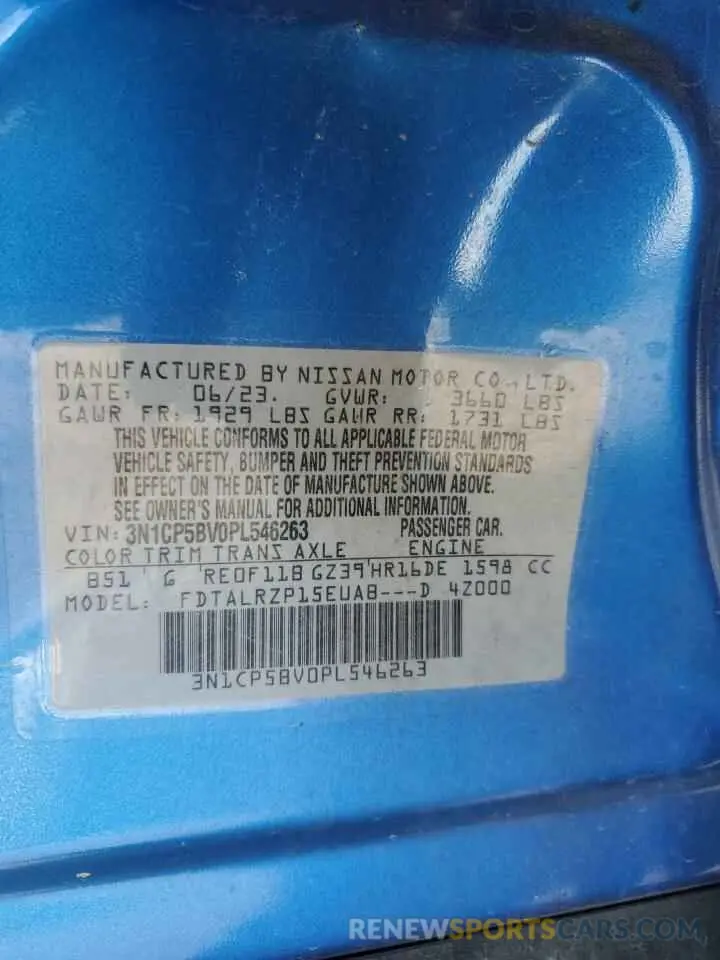 MANUFACTURED BY NISSAN MOTOR CO., LTD.
DATE: 06/23. GVWR: 3660 LBS
GAWR FR: 1929 LBS GAWR RR: 1731 LBS
THIS VEHICLE CONFORMS TO ALL APPLICABLE FEDERAL MOTOR
VEHICLE SAFETY, BUMPER AND THEFT PREVENTION STANDARDS
IN EFFECT ON THE DATE OF MANUFACTURE SHOWN ABOVE.
SEE OWNER'S MANUAL FOR ADDITIONAL INFORMATION.
VIN: 3N1CP5BV0PL546263 PASSENGER CAR.
COLOR TRIM TRANS AXLE ENGINE
B51 G RE0F11B GZ39 HR16DE 1598 CC
MODEL: FDTALRZP15EUA8---D 4Z000
3N1CP5BV0PL546263
RENEWSPORTSCARS.COM